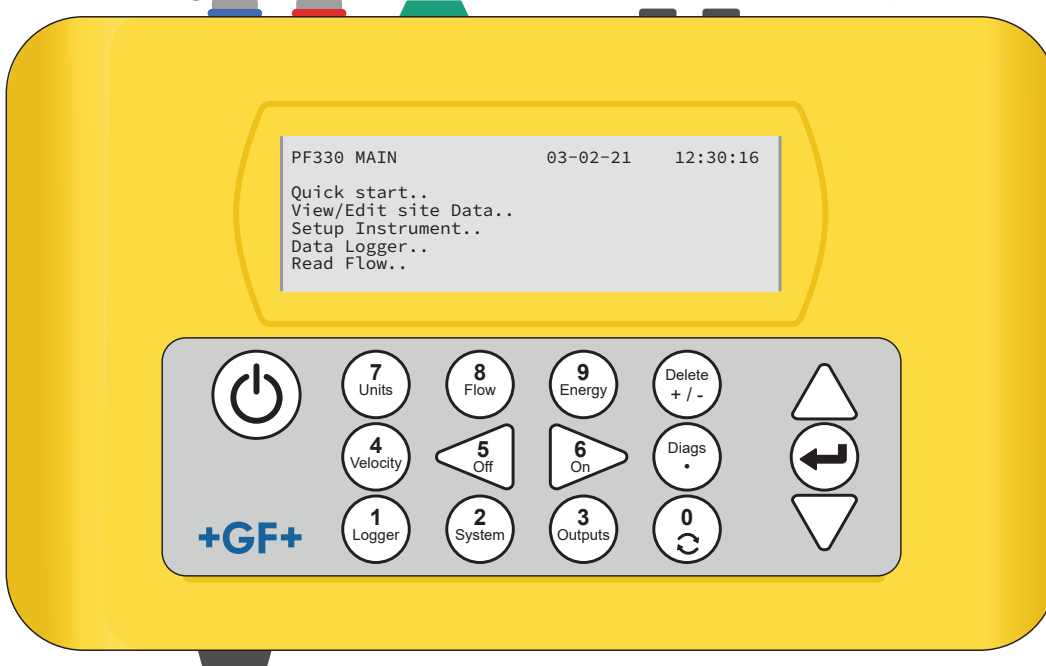 PF330 MAIN 03-02-21 12:30:16
Quick start..
View/Edit site Data..
Setup Instrument..
Data Logger..
Read Flow..
7 8 9 Delete
Units Flow Energy + / -
4 5 6 Diags
Velocity Off On .
1 2 3 0
Logger System Outputs
+GF+